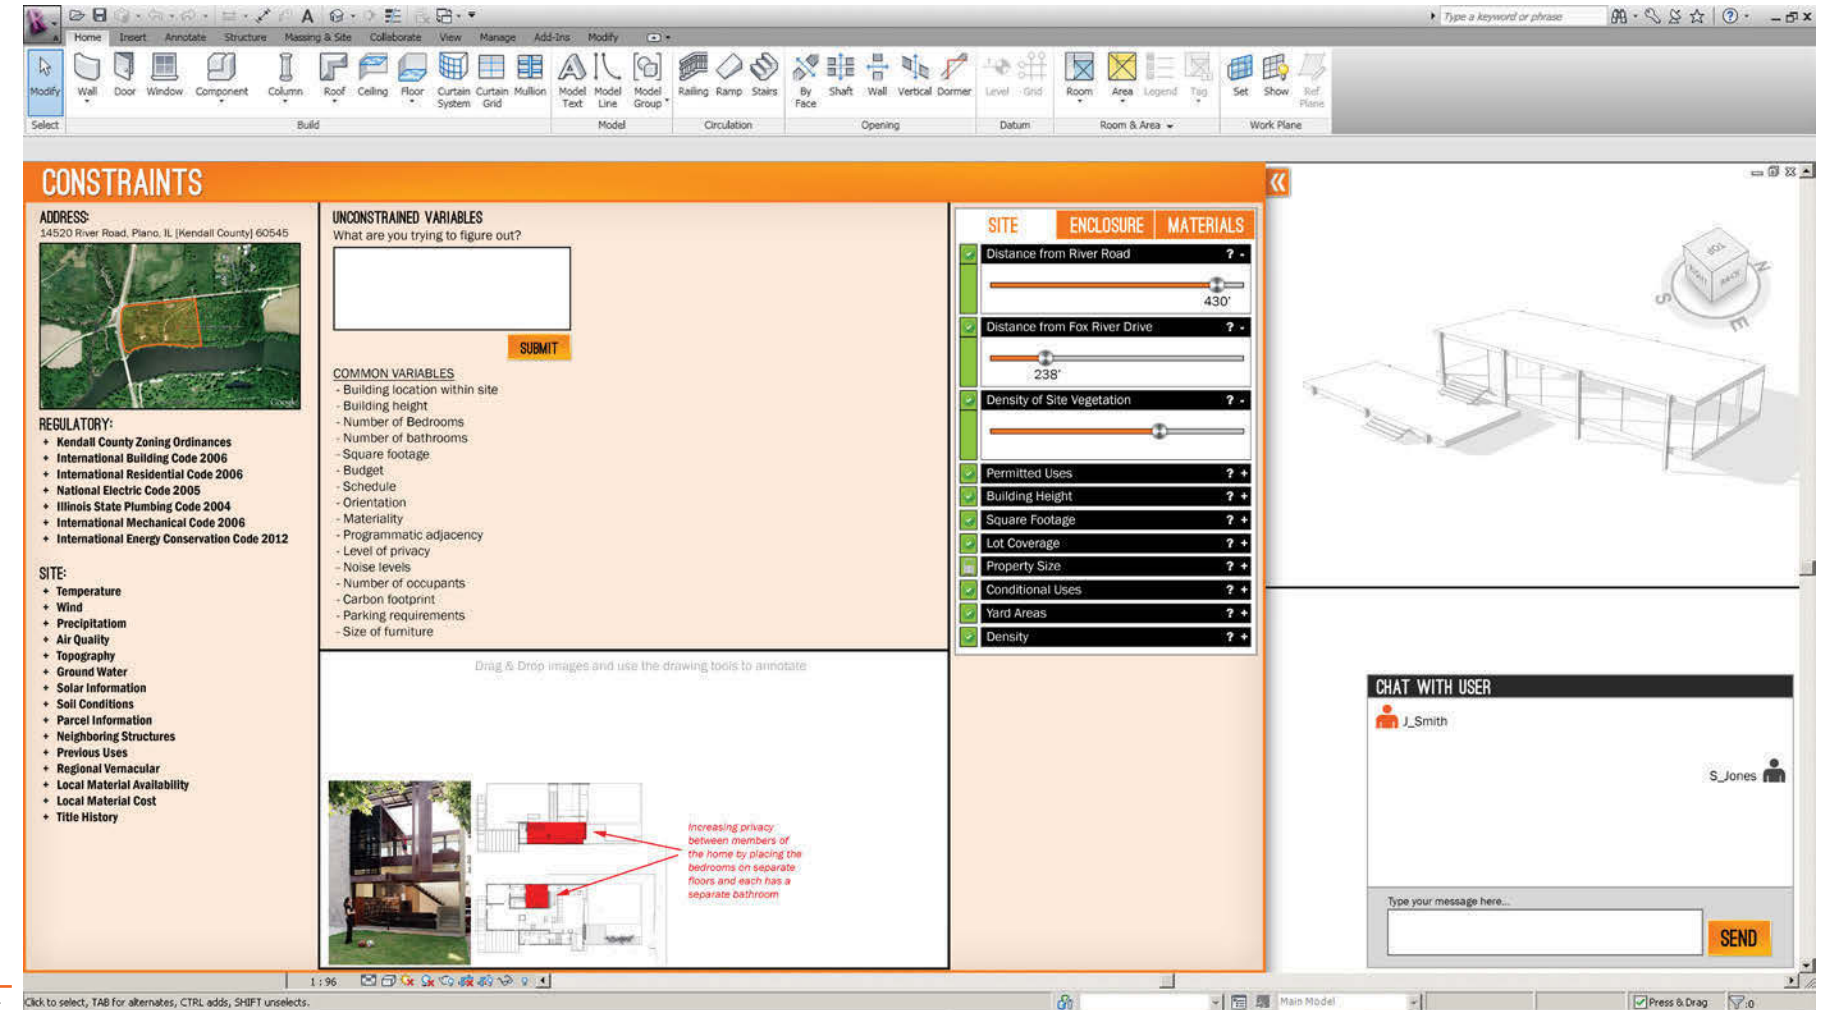 Type a keyword or phrase
Home Insert Annotate Structure Massing & Site Collaborate View Manage Add-Ins Modify
Modify Wall Door Window Component Column Roof Ceiling Floor Curtain System Curtain Grid Mullion Model Text Model Line Model Group Railing Ramp Stairs By Face Shaft Wall Vertical Dormer Level Grid Room Area Legend Tag Set Show Ref Plane
Select Build Model Circulation Opening Datum Room & Area Work Plane
CONSTRAINTS
ADDRESS:
14520 River Road, Plano, IL [Kendall County] 60545
Google
REGULATORY:
+ Kendall County Zoning Ordinances
+ International Building Code 2006
+ International Residential Code 2006
+ National Electric Code 2005
+ Illinois State Plumbing Code 2004
+ International Mechanical Code 2006
+ International Energy Conservation Code 2012
SITE:
+ Temperature
+ Wind
+ Precipitatiom
+ Air Quality
+ Topography
+ Ground Water
+ Solar Information
+ Soil Conditions
+ Parcel Information
+ Neighboring Structures
+ Previous Uses
+ Regional Vernacular
+ Local Material Availability
+ Local Material Cost
+ Title History
UNCONSTRAINED VARIABLES
What are you trying to figure out?
SUBMIT
COMMON VARIABLES
- Building location within site
- Building height
- Number of Bedrooms
- Number of bathrooms
- Square footage
- Budget
- Schedule
- Orientation
- Materiality
- Programmatic adjacency
- Level of privacy
- Noise levels
- Number of occupants
- Carbon footprint
- Parking requirements
- Size of furniture
Drag & Drop images and use the drawing tools to annotate
Increasing privacy
between members of
the home by placing the
bedrooms on separate
floors and each has a
separate bathroom
SITE ENCLOSURE MATERIALS
Distance from River Road ? -
430'
Distance from Fox River Drive ? -
238'
Density of Site Vegetation ? -
Permitted Uses ? +
Building Height ? +
Square Footage ? +
Lot Coverage ? +
Property Size ? +
Conditional Uses ? +
Yard Areas ? +
Density ? +
TOP
RIGHT BACK
N
S
E
CHAT WITH USER
J_Smith
S_Jones
Type your message here...
SEND
1 : 96
Click to select, TAB for alternates, CTRL adds, SHIFT unselects.
Main Model
Press & Drag
:0